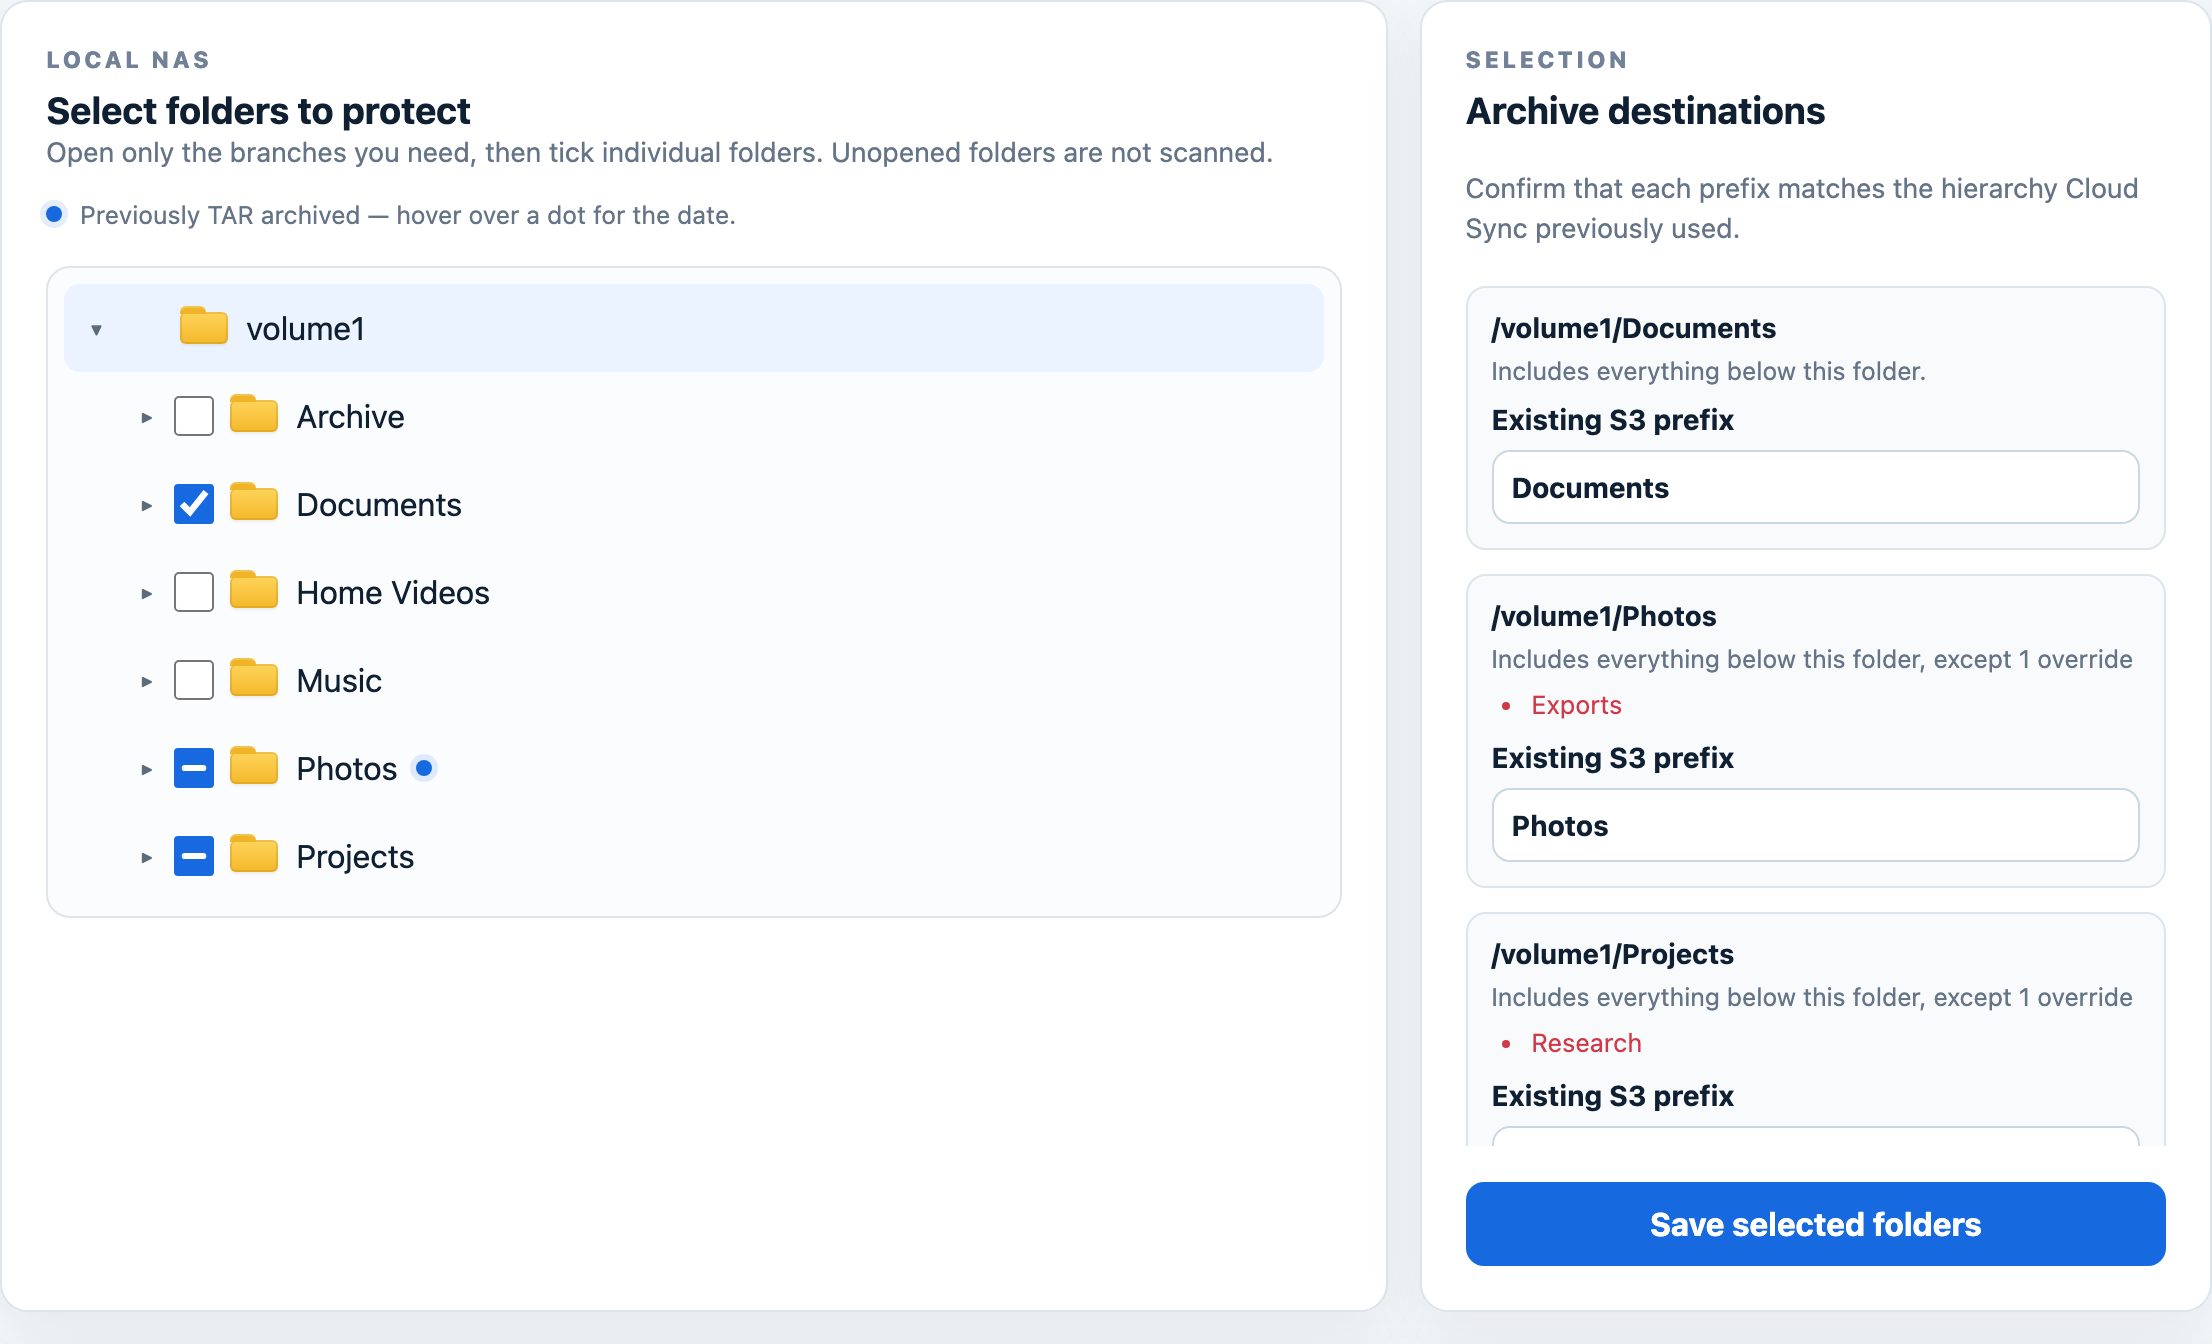 LOCAL NAS
Select folders to protect
Open only the branches you need, then tick individual folders. Unopened folders are not scanned.
Previously TAR archived — hover over a dot for the date.
volume1
Archive
Documents
Home Videos
Music
Photos
Projects
SELECTION
Archive destinations
Confirm that each prefix matches the hierarchy Cloud
Sync previously used.
/volume1/Documents
Includes everything below this folder.
Existing S3 prefix
Documents
/volume1/Photos
Includes everything below this folder, except 1 override
• Exports
Existing S3 prefix
Photos
/volume1/Projects
Includes everything below this folder, except 1 override
• Research
Existing S3 prefix
Save selected folders